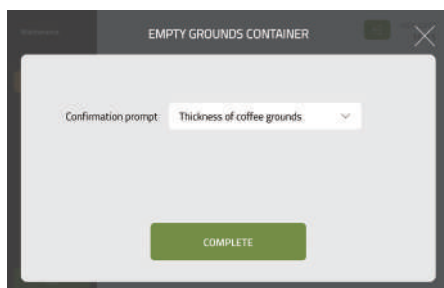 EMPTY GROUNDS CONTAINER
Confirmation prompt Thickness of coffee grounds
COMPLETE